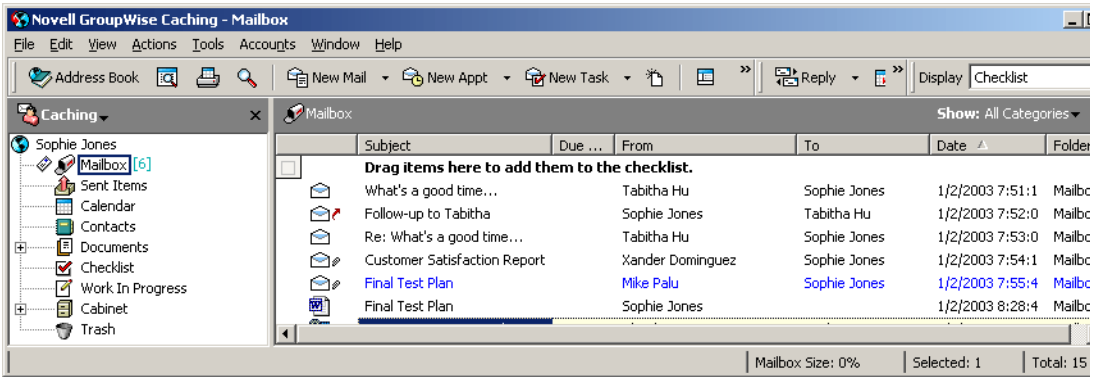 Novell GroupWise Caching - Mailbox
File Edit View Actions Tools Accounts Window Help
Address Book New Mail New Appt New Task » Reply » Display Checklist
Caching × Mailbox Show: All Categories
Subject Due ... From To Date Folder
Sophie Jones
Mailbox [6]
Sent Items
Calendar
Contacts
Documents
Checklist
Work In Progress
Cabinet
Trash
Drag items here to add them to the checklist.
What's a good time... Tabitha Hu Sophie Jones 1/2/2003 7:51:1 Mailbo
Follow-up to Tabitha Sophie Jones Tabitha Hu 1/2/2003 7:52:0 Mailbo
Re: What's a good time... Tabitha Hu Sophie Jones 1/2/2003 7:53:0 Mailbo
Customer Satisfaction Report Xander Dominguez Sophie Jones 1/2/2003 7:54:1 Mailbo
Final Test Plan Mike Palu Sophie Jones 1/2/2003 7:55:4 Mailbo
Final Test Plan Sophie Jones 1/2/2003 8:28:4 Mailbo
Mailbox Size: 0% Selected: 1 Total: 15